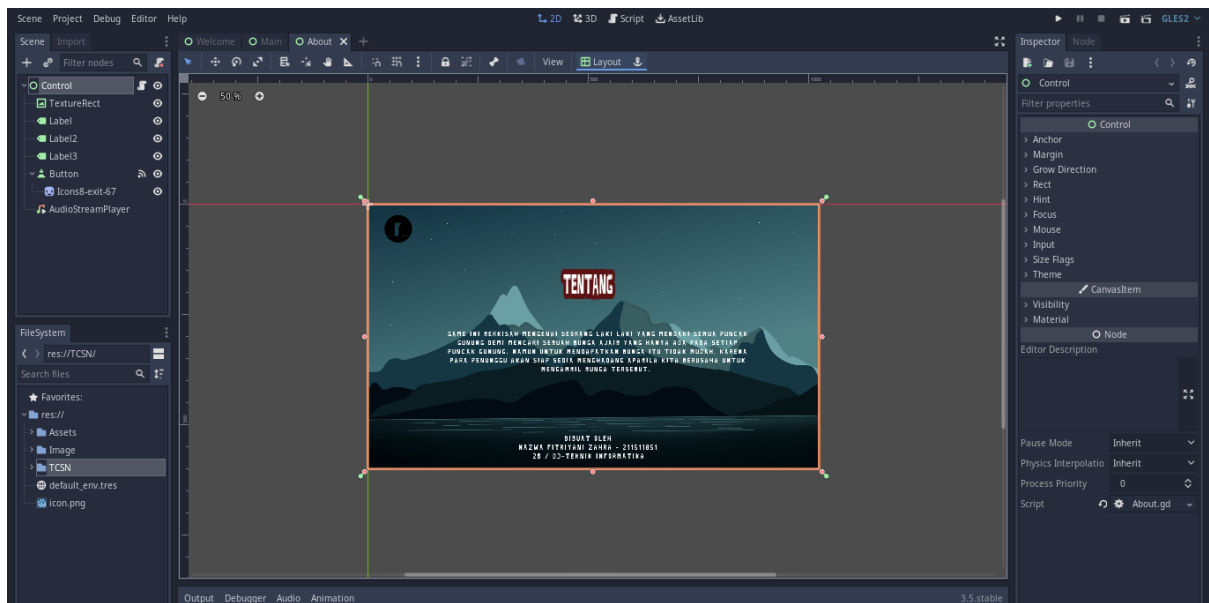 Scene Project Debug Editor Help
2D 3D Script AssetLib
GLES2
Scene Import
Welcome Main About
Inspector Node
Filter nodes
View Layout
Control
TextureRect
Label
Label2
Label3
Button
Icons8-exit-67
AudioStreamPlayer
50 %
500
1000
TENTANG
GAME INI BERKISAH MENGENAI SEORANG LAKI LAKI YANG MENDAKI SEMUA PUNCAK
GUNUNG DEMI MENCARI SEBUAH BUNGA AJAIB YANG HANYA ADA PADA SETIAP
PUNCAK GUNUNG. NAMUN UNTUK MENDAPATKAN BUNGA ITU TIDAK MUDAH. KARENA
PARA PENUNGGU AKAN SIAP SEDIA MENGHADANG APABILA KITA BERUSAHA UNTUK
MENGAMBIL BUNGA TERSEBUT.
DIBUAT OLEH
NAZWA FITRIYANI ZAHRA - 211511051
2B / D3-TEKNIK INFORMATIKA
FileSystem
res://TCSN/
Search files
Favorites:
res://
Assets
Image
TCSN
default_env.tres
icon.png
Output Debugger Audio Animation
3.5.stable
Control
Filter properties
Control
Anchor
Margin
Grow Direction
Rect
Hint
Focus
Mouse
Input
Size Flags
Theme
CanvasItem
Visibility
Material
Node
Editor Description
Pause Mode Inherit
Physics Interpolatio Inherit
Process Priority 0
Script About.gd